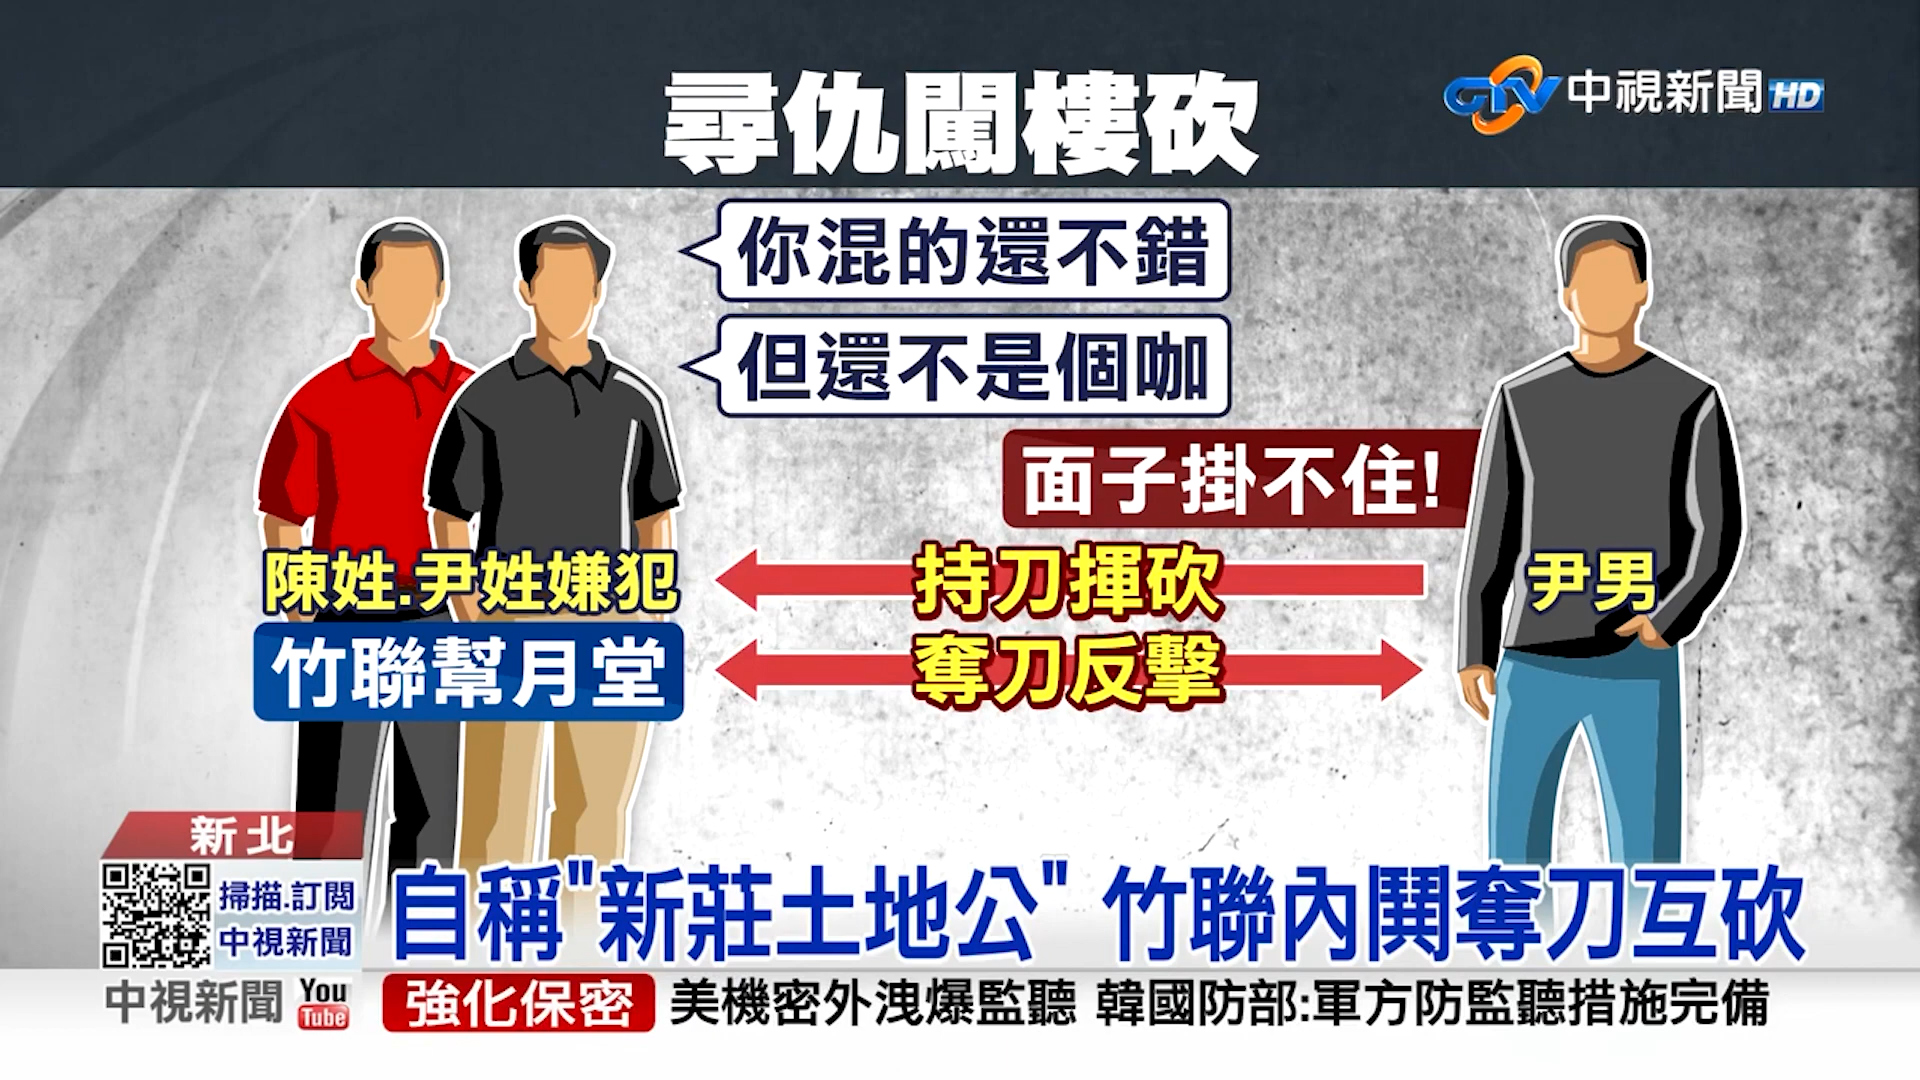 尋仇闖樓砍
CTV中視新聞HD
你混的還不錯
但還不是個咖
面子掛不住!
陳姓.尹姓嫌犯
持刀揮砍
尹男
竹聯幫月堂
奪刀反擊
新北
掃描.訂閱
中視新聞
自稱"新莊土地公" 竹聯內鬨奪刀互砍
中視新聞 You Tube
強化保密 美機密外洩爆監聽 韓國防部:軍方防監聽措施完備